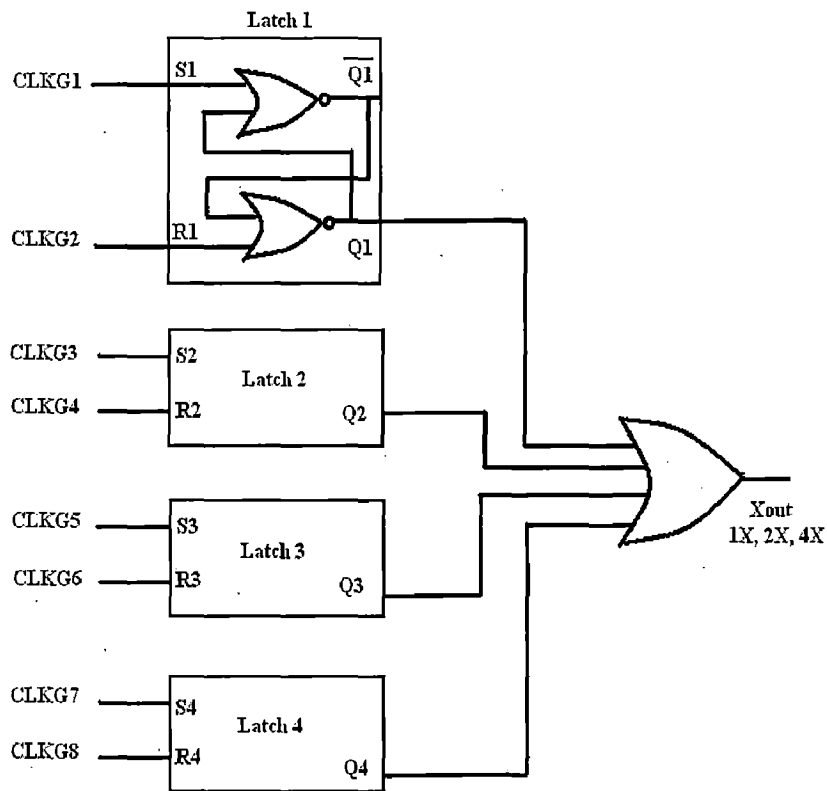 Latch 1
CLKG1
S1
Q1
CLKG2
R1
Q1
CLKG3
S2
Latch 2
CLKG4
R2
Q2
CLKG5
S3
Latch 3
CLKG6
R3
Q3
Xout
1X, 2X, 4X
CLKG7
S4
Latch 4
CLKG8
R4
Q4